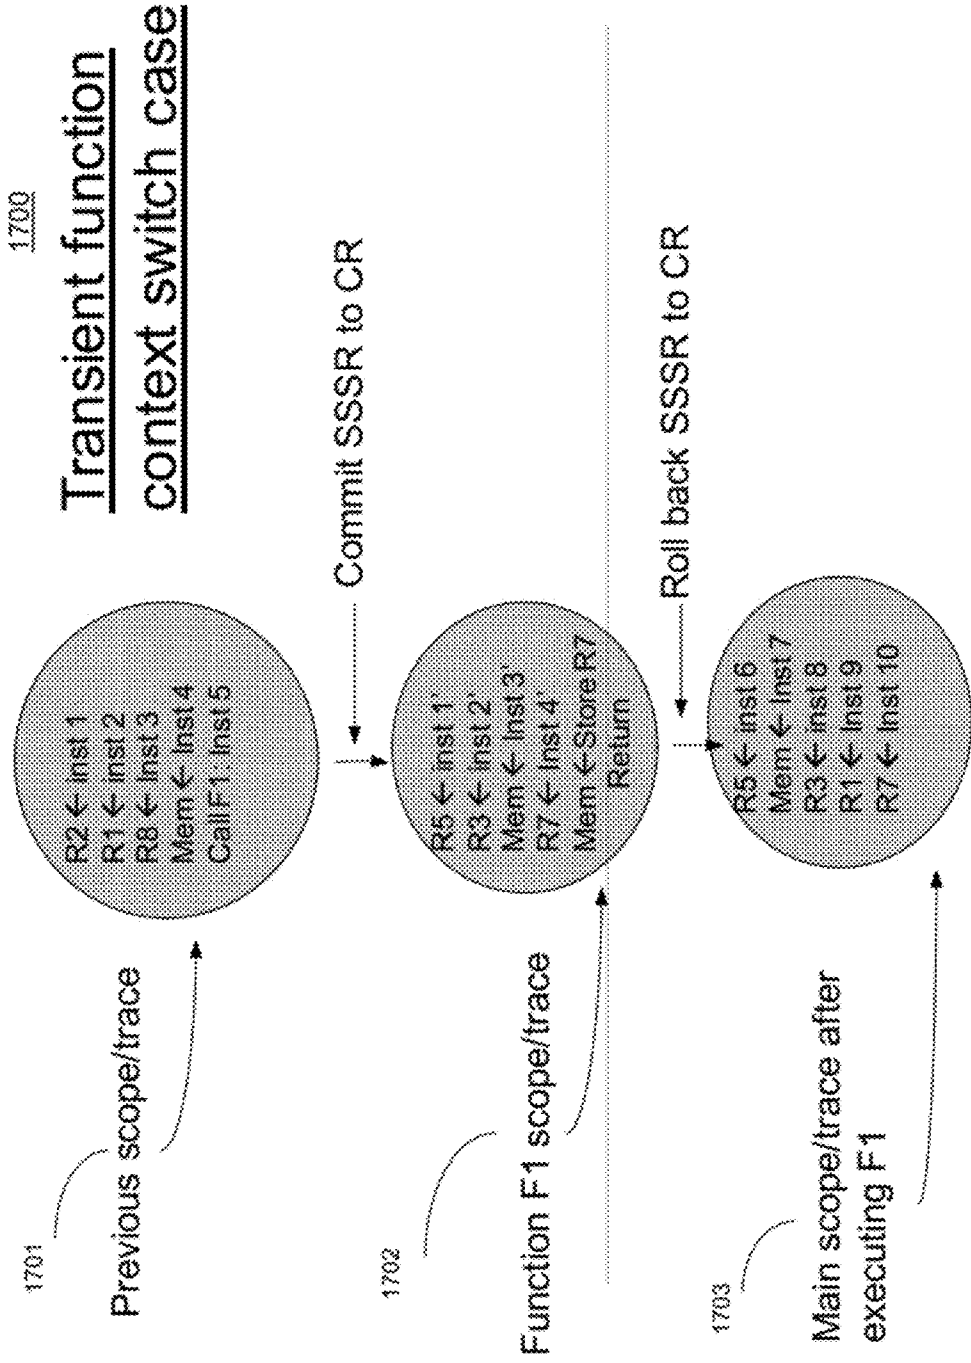 1700
Transient function
context switch case
1701
Previous scope/trace
R2 ← inst 1
R1 ← inst 2
R8 ← Inst 3
Mem ← Inst 4
Call F1: Inst 5
Commit SSSR to CR
1702
Function F1 scope/trace
R5 ← inst 1'
R3 ← inst 2'
Mem ← Inst 3'
R7 ← Inst 4'
Mem ← Store R7
Return
Roll back SSSR to CR
1703
Main scope/trace after
executing F1
R5 ← inst 6
Mem ← Inst 7
R3 ← inst 8
R1 ← Inst 9
R7 ← Inst 10